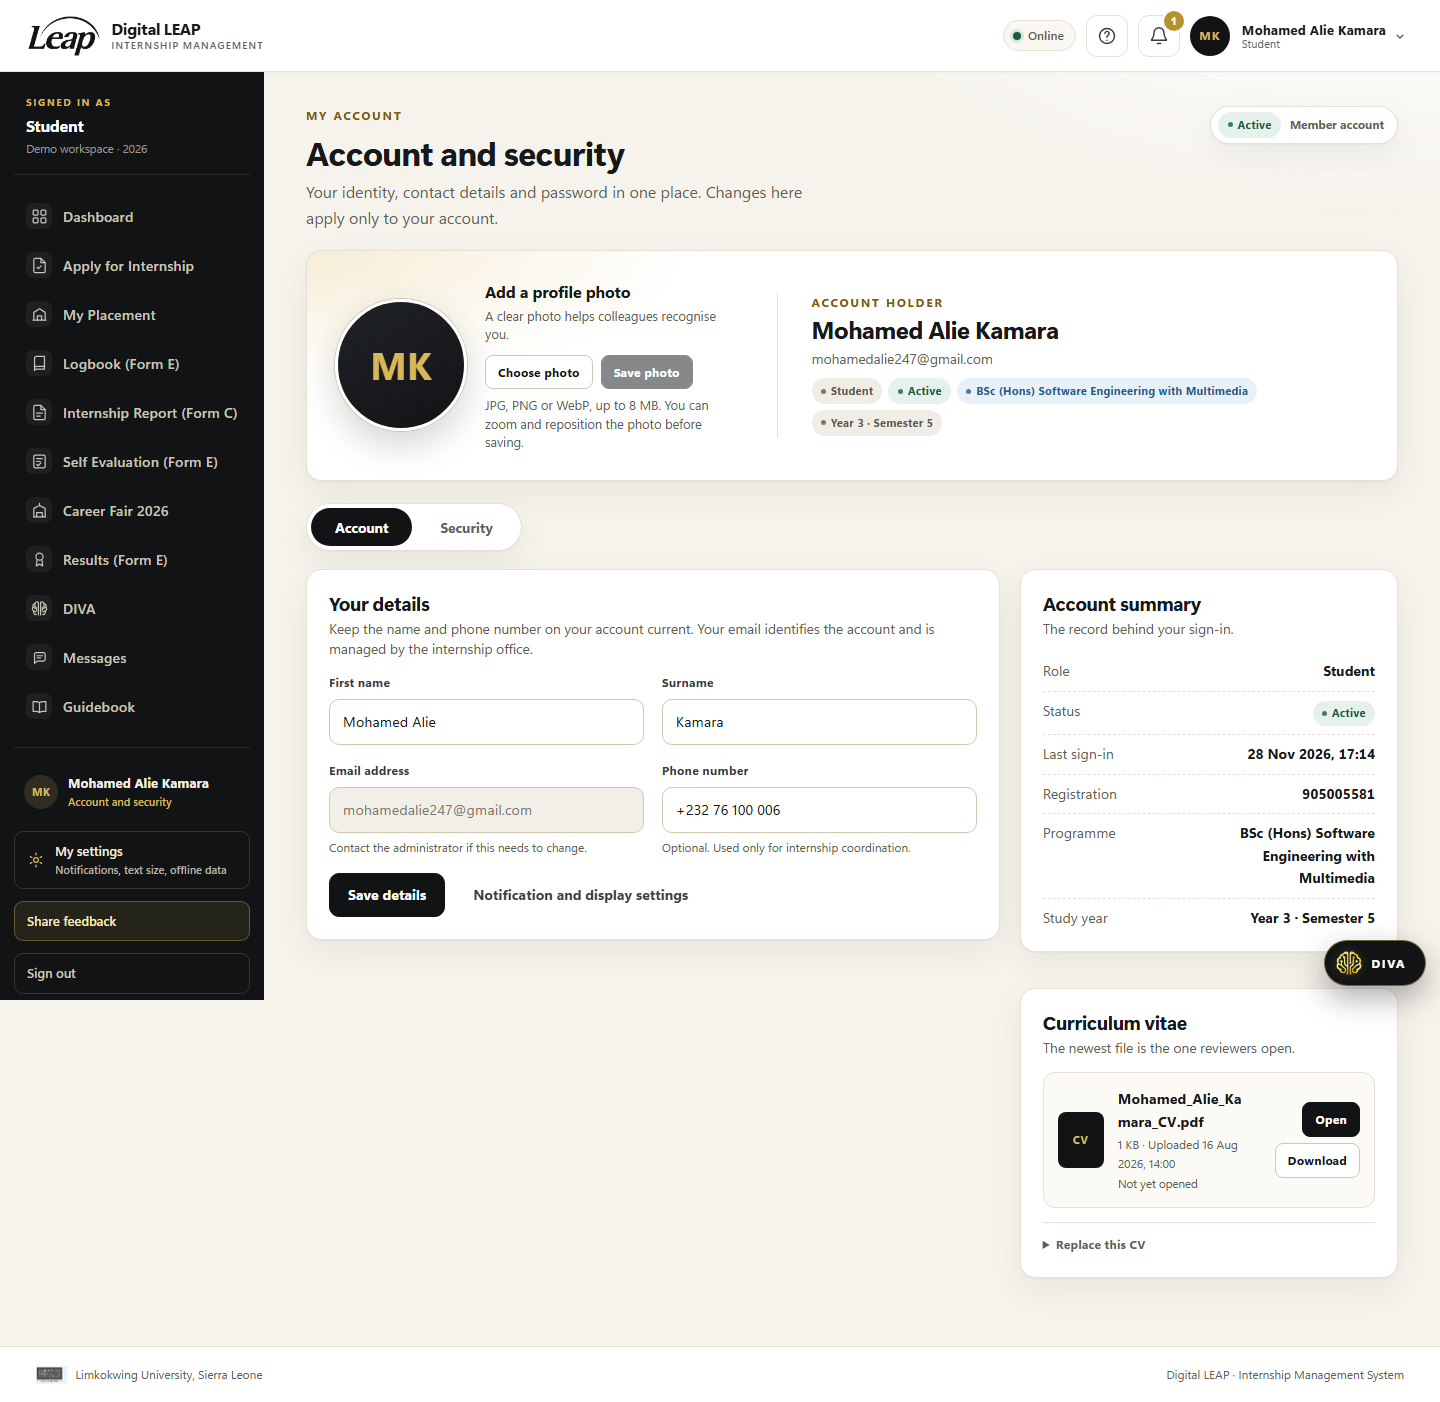 Leap
Digital LEAP
INTERNSHIP MANAGEMENT
Online
1
MK
Mohamed Alie Kamara
Student
SIGNED IN AS
Student
Demo workspace · 2026
Dashboard
Apply for Internship
My Placement
Logbook (Form E)
Internship Report (Form C)
Self Evaluation (Form E)
Career Fair 2026
Results (Form E)
DIVA
Messages
Guidebook
MK
Mohamed Alie Kamara
Account and security
My settings
Notifications, text size, offline data
Share feedback
Sign out
MY ACCOUNT
Account and security
Your identity, contact details and password in one place. Changes here
apply only to your account.
Active
Member account
MK
Add a profile photo
A clear photo helps colleagues recognise
you.
Choose photo
Save photo
JPG, PNG or WebP, up to 8 MB. You can
zoom and reposition the photo before
saving.
ACCOUNT HOLDER
Mohamed Alie Kamara
mohamedalie247@gmail.com
Student
Active
BSc (Hons) Software Engineering with Multimedia
Year 3 · Semester 5
Account
Security
Your details
Keep the name and phone number on your account current. Your email identifies the account and is
managed by the internship office.
First name
Mohamed Alie
Surname
Kamara
Email address
mohamedalie247@gmail.com
Contact the administrator if this needs to change.
Phone number
+232 76 100 006
Optional. Used only for internship coordination.
Save details
Notification and display settings
Account summary
The record behind your sign-in.
Role
Student
Status
Active
Last sign-in
28 Nov 2026, 17:14
Registration
905005581
Programme
BSc (Hons) Software
Engineering with
Multimedia
Study year
Year 3 · Semester 5
DIVA
Curriculum vitae
The newest file is the one reviewers open.
CV
Mohamed_Alie_Ka
mara_CV.pdf
1 KB · Uploaded 16 Aug
2026, 14:00
Not yet opened
Open
Download
Replace this CV
Limkokwing University, Sierra Leone
Digital LEAP · Internship Management System